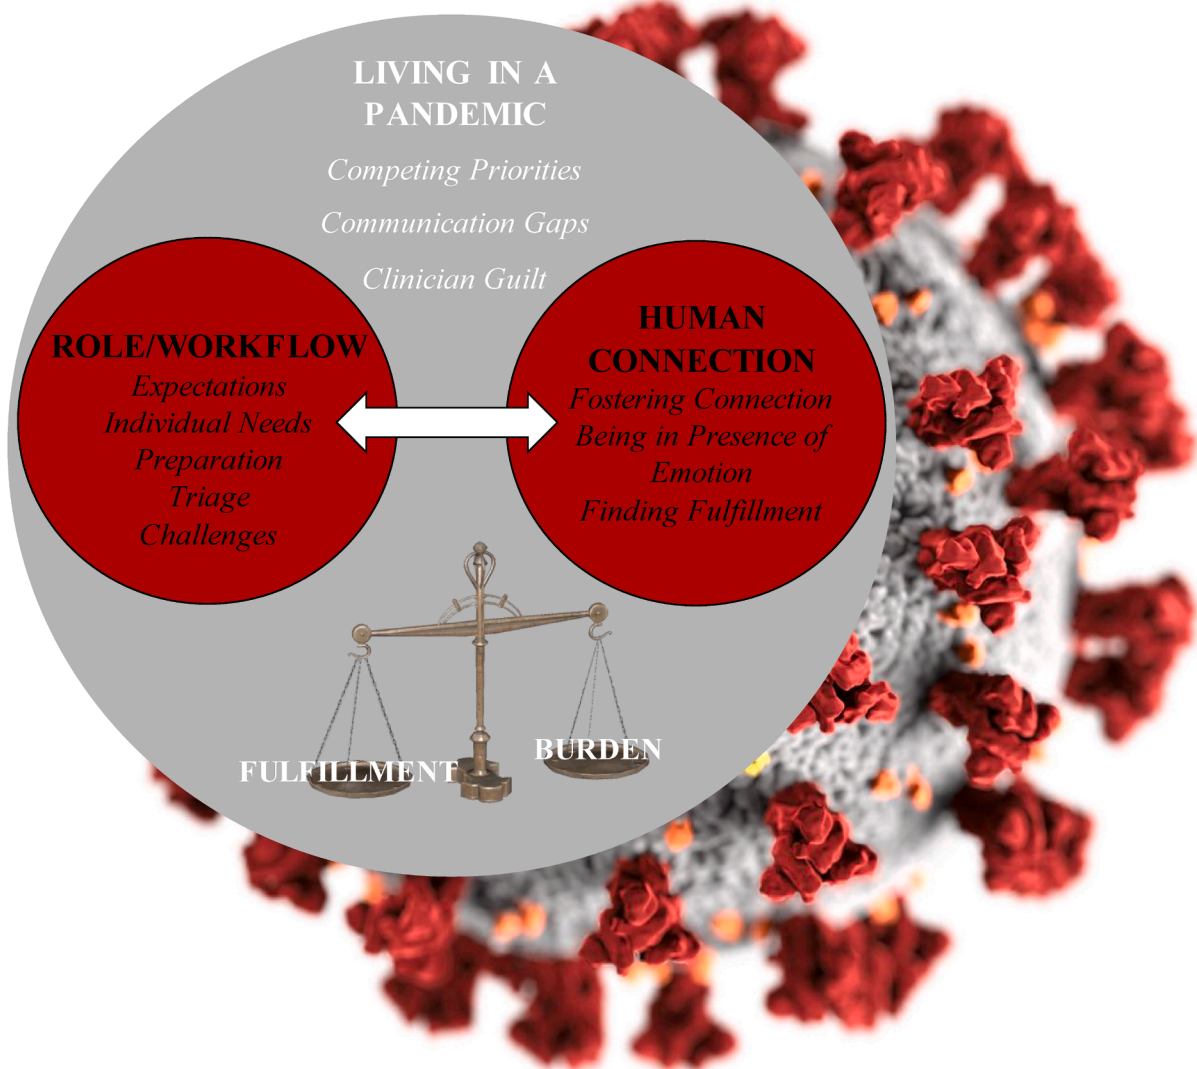 LIVING IN A
PANDEMIC
Competing Priorities
Communication Gaps
Clinician Guilt
ROLE/WORKFLOW
Expectations
Individual Needs
Preparation
Triage
Challenges
HUMAN
CONNECTION
Fostering Connection
Being in Presence of
Emotion
Finding Fulfillment
FULFILLMENT
BURDEN